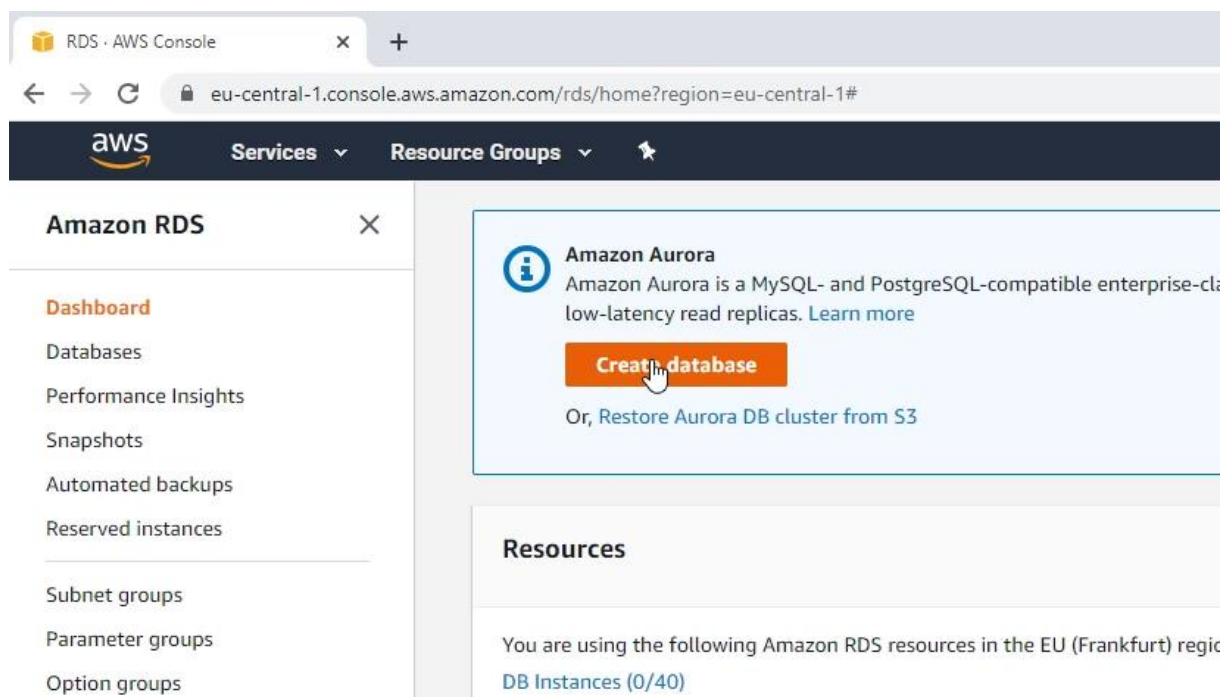 RDS · AWS Console
eu-central-1.console.aws.amazon.com/rds/home?region=eu-central-1#
aws
Services
Resource Groups
Amazon RDS
Dashboard
Databases
Performance Insights
Snapshots
Automated backups
Reserved instances
Subnet groups
Parameter groups
Option groups
Amazon Aurora
Amazon Aurora is a MySQL- and PostgreSQL-compatible enterprise-cla
low-latency read replicas. Learn more
Create database
Or, Restore Aurora DB cluster from S3
Resources
You are using the following Amazon RDS resources in the EU (Frankfurt) regio
DB Instances (0/40)